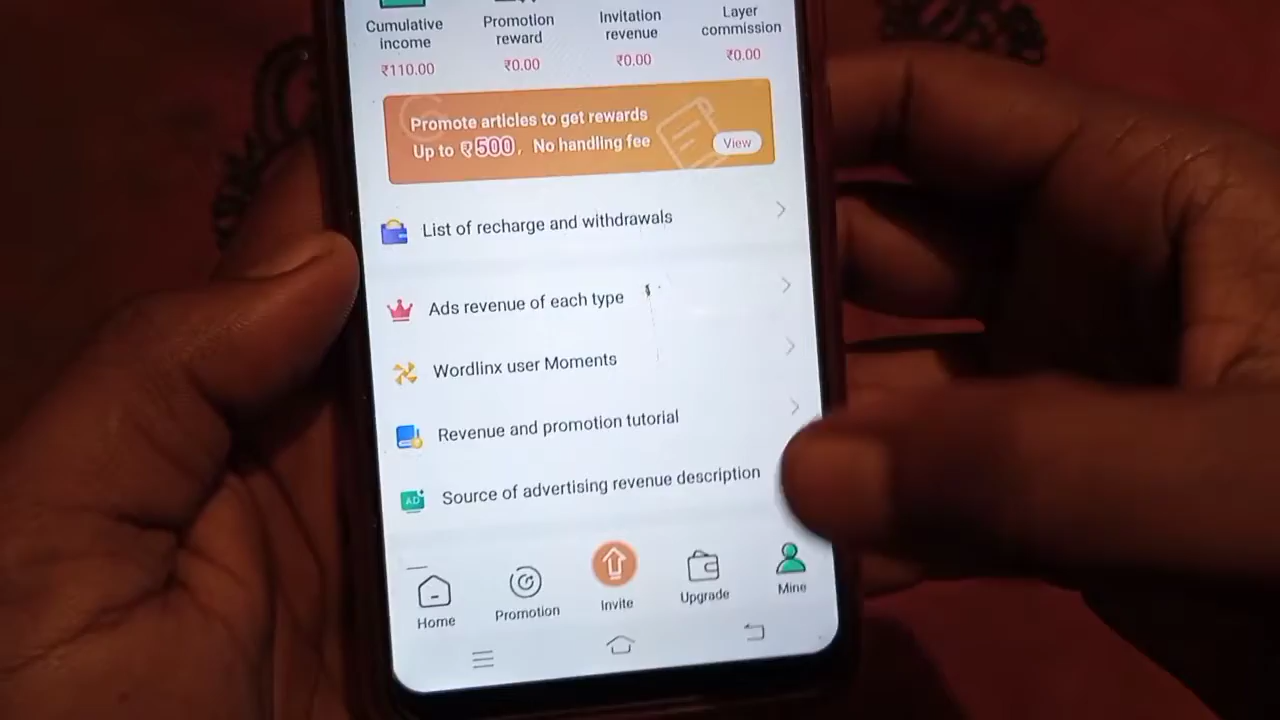 Cumulative income
Promotion reward
Invitation revenue
Layer commission
₹110.00
₹0.00
₹0.00
₹0.00
Promote articles to get rewards
Up to ₹500, No handling fee
View
List of recharge and withdrawals
Ads revenue of each type
Wordlinx user Moments
Revenue and promotion tutorial
AD
Source of advertising revenue description
Home
Promotion
Invite
Upgrade
Mine